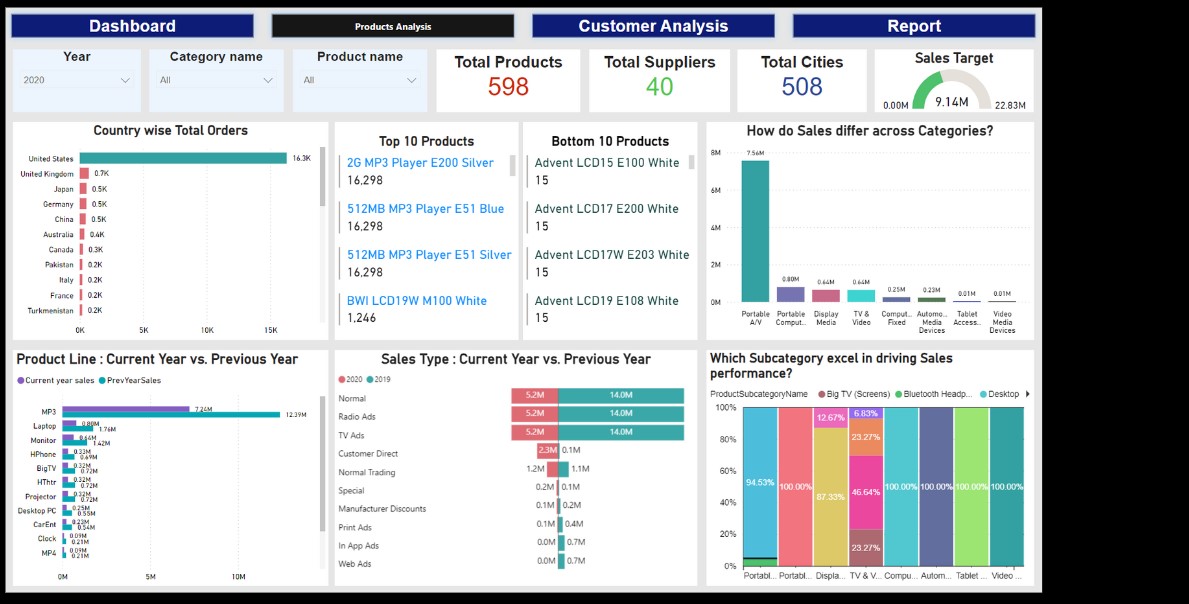 Dashboard
Products Analysis
Customer Analysis
Report
Year
2020
Category name
All
Product name
All
Total Products
598
Total Suppliers
40
Total Cities
508
Sales Target
0.00M
9.14M
22.83M
Country wise Total Orders
United States 16.3K
United Kingdom 0.7K
Japan 0.5K
Germany 0.5K
China 0.5K
Australia 0.4K
Canada 0.3K
Pakistan 0.2K
Italy 0.2K
France 0.2K
Turkmenistan 0.2K
0K 5K 10K 15K
Top 10 Products
2G MP3 Player E200 Silver
16,298
512MB MP3 Player E51 Blue
16,298
512MB MP3 Player E51 Silver
16,298
BWI LCD19W M100 White
1,246
Bottom 10 Products
Advent LCD15 E100 White
15
Advent LCD17 E200 White
15
Advent LCD17W E203 White
15
Advent LCD19 E108 White
15
How do Sales differ across Categories?
8M
6M
4M
2M
0M
7.56M
0.80M
0.64M
0.64M
0.25M
0.23M
0.01M
0.01M
Portable A/V
Portable Comput...
Display Media
TV & Video
Comput... Fixed
Automo... Media Devices
Tablet Access...
Video Media Devices
Product Line : Current Year vs. Previous Year
Current year sales PrevYearSales
MP3 7.24M 12.39M
Laptop 0.80M 1.76M
Monitor 0.64M 1.42M
HPhone 0.33M 0.69M
BigTV 0.32M 0.72M
HThtr 0.32M 0.72M
Projector 0.32M 0.72M
Desktop PC 0.25M 0.55M
CarEnt 0.23M 0.54M
Clock 0.09M 0.21M
MP4 0.09M 0.21M
0M 5M 10M
Sales Type : Current Year vs. Previous Year
2020 2019
Normal 5.2M 14.0M
Radio Ads 5.2M 14.0M
TV Ads 5.2M 14.0M
Customer Direct 2.3M 0.1M
Normal Trading 1.2M 1.1M
Special 0.2M 0.1M
Manufacturer Discounts 0.1M 0.2M
Print Ads 0.1M 0.4M
In App Ads 0.0M 0.7M
Web Ads 0.0M 0.7M
Which Subcategory excel in driving Sales
performance?
ProductSubcategoryName Big TV (Screens) Bluetooth Headp... Desktop
100%
80%
60%
40%
20%
0%
94.53%
100.00%
12.67%
87.33%
6.83%
23.27%
46.64%
23.27%
100.00%
100.00%
100.00%
100.00%
Portabl... Portabl... Displa... TV & V... Compu... Autom... Tablet ... Video ...